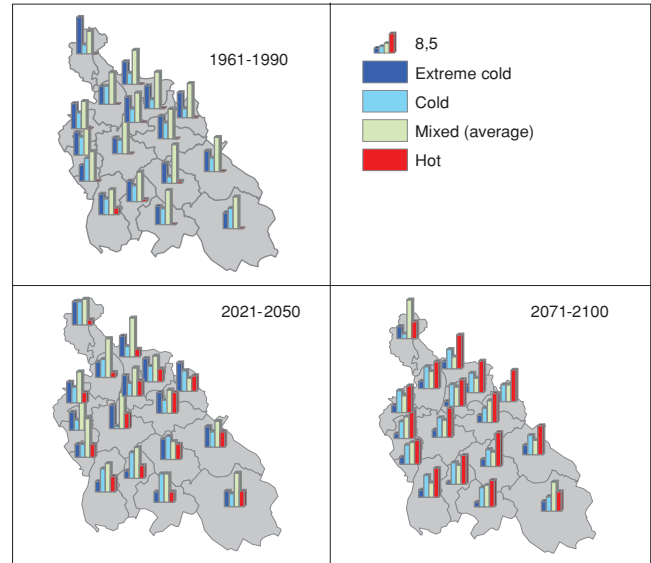 1961-1990
8,5
Extreme cold
Cold
Mixed (average)
Hot
2021-2050
2071-2100